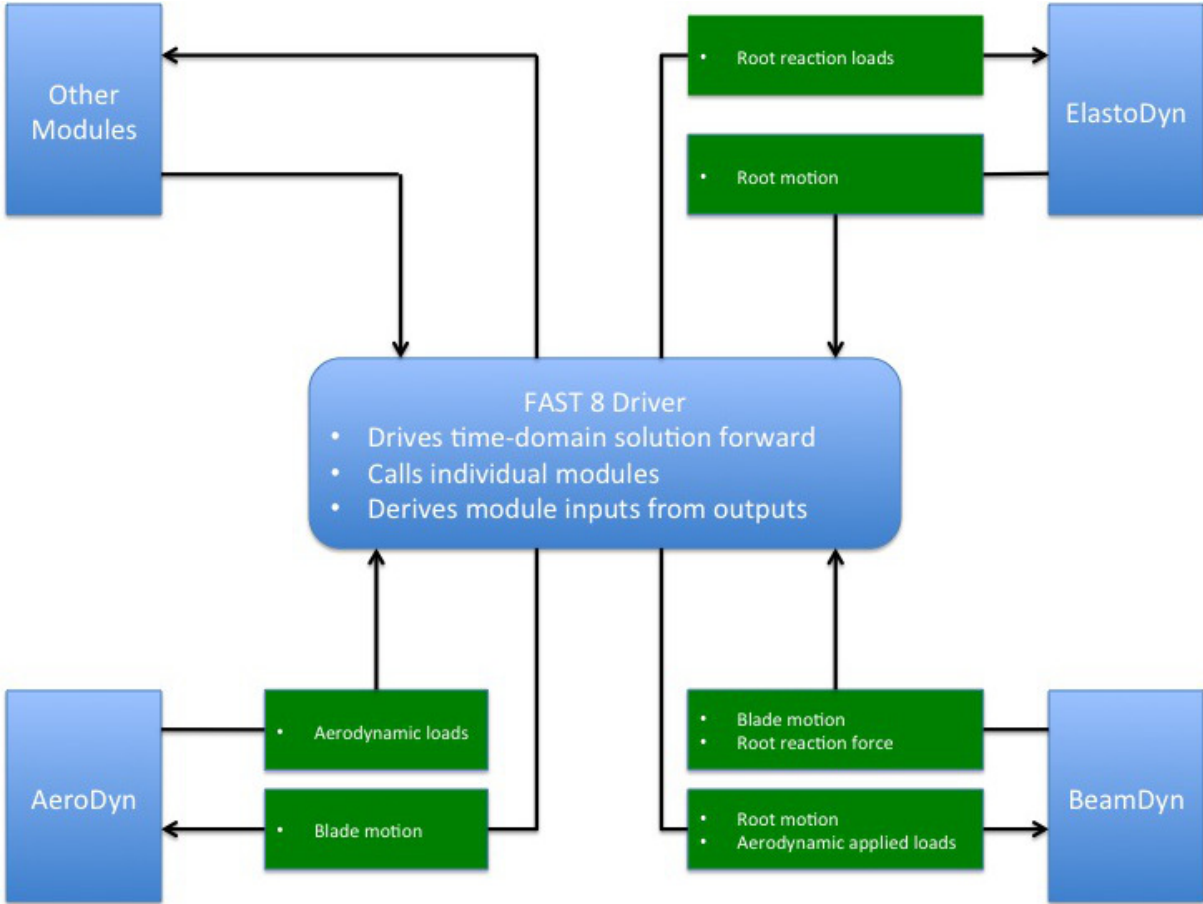 Other
Modules
• Root reaction loads
• Root motion
ElastoDyn
FAST 8 Driver
• Drives time-domain solution forward
• Calls individual modules
• Derives module inputs from outputs
AeroDyn
• Aerodynamic loads
• Blade motion
• Blade motion
• Root reaction force
• Root motion
• Aerodynamic applied loads
BeamDyn